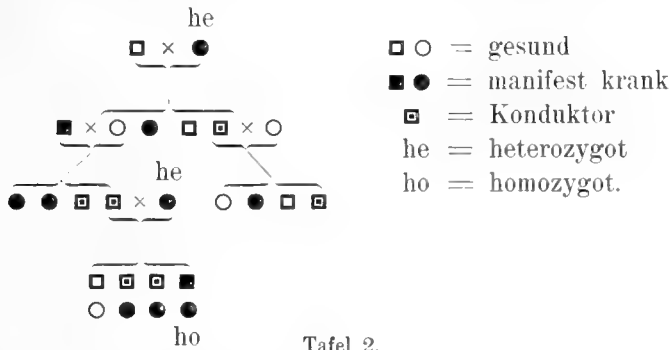 he
= gesund
= manifest krank
= Konduktor
he = heterozygot
ho = homozygot.
he
ho
Tafel 2.